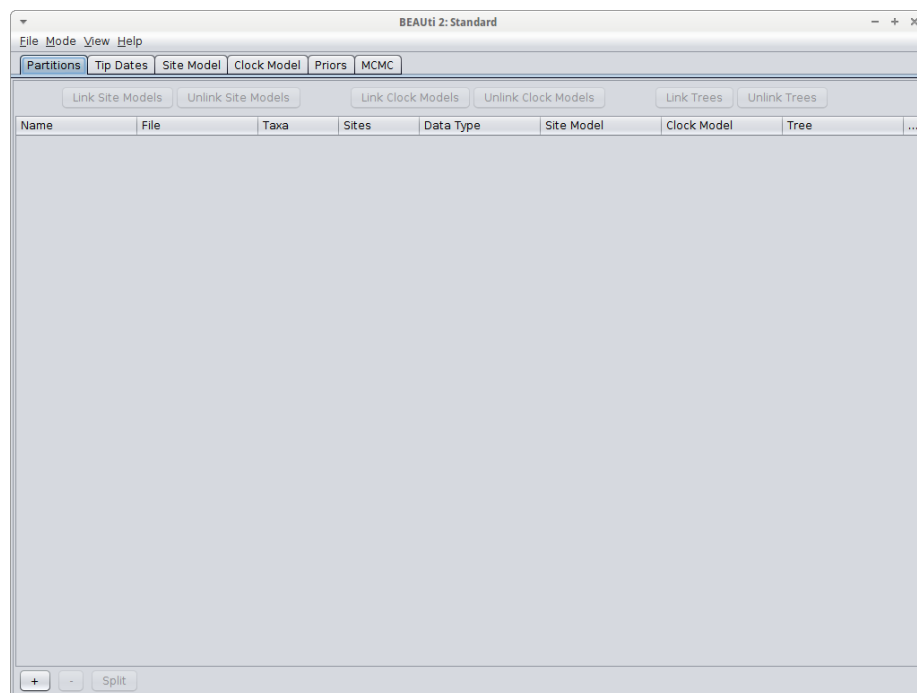 BEAUti 2: Standard
File Mode View Help
Partitions Tip Dates Site Model Clock Model Priors MCMC
Link Site Models Unlink Site Models Link Clock Models Unlink Clock Models Link Trees Unlink Trees
Name File Taxa Sites Data Type Site Model Clock Model Tree ...
+ - Split